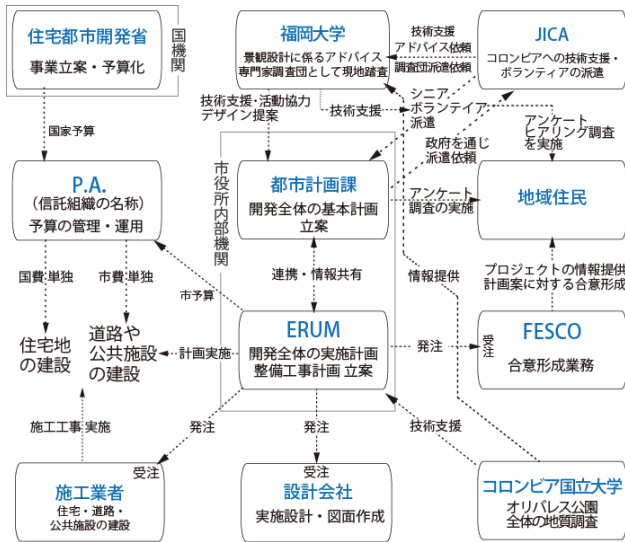 住宅都市開発省
事業立案・予算化
国機関
福岡大学
景観設計に係るアドバイス
専門家調査団として現地踏査
技術支援
アドバイス依頼
調査団派遣依頼
JICA
コロンビアへの技術支援・
ボランティアの派遣
国家予算
技術支援・活動協力
デザイン提案
技術支援
シニア
ボランテイア
派遣
政府を通じ
派遣依頼
アンケート
ヒアリング調査
を実施
P.A.
(信託組織の名称)
予算の管理・運用
市役所内部機関
都市計画課
開発全体の基本計画
立案
アンケート
調査の実施
地域住民
国費 単独
市費 単独
市予算
連携・情報共有
情報提供
プロジェクトの情報提供
計画案に対する合意形成
住宅地
の建設
道路や
公共施設
の建設
計画実施
ERUM
開発全体の実施計画
整備工事計画 立案
発注
受注
FESCO
合意形成業務
施工工事 実施
発注
発注
技術支援
受注
施工業者
住宅・道路・
公共施設の建設
受注
設計会社
実施設計・図面作成
コロンビア国立大学
オリバレス公園
全体の地質調査